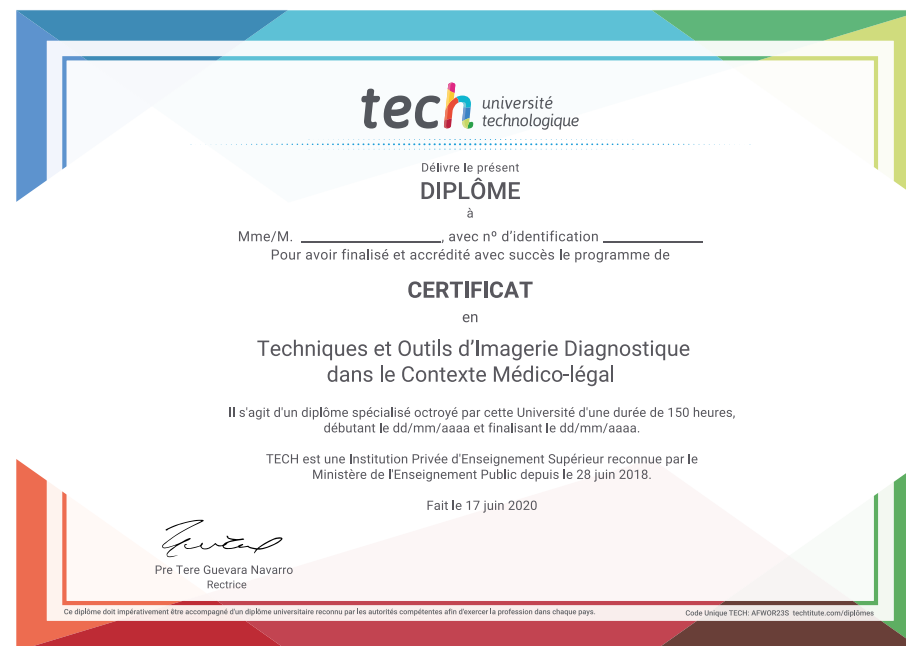 tech université
technologique
Délivre le présent
DIPLÔME
à
Mme/M. ____________________, avec nº d’identification ______________
Pour avoir finalisé et accrédité avec succès le programme de
CERTIFICAT
en
Techniques et Outils d’Imagerie Diagnostique
dans le Contexte Médico-légal
Il s'agit d'un diplôme spécialisé octroyé par cette Université d'une durée de 150 heures,
débutant le dd/mm/aaaa et finalisant le dd/mm/aaaa.
TECH est une Institution Privée d'Enseignement Supérieur reconnue par le
Ministère de l'Enseignement Public depuis le 28 juin 2018.
Fait le 17 juin 2020
Pre Tere Guevara Navarro
Rectrice
Ce diplôme doit impérativement être accompagné d'un diplôme universitaire reconnu par les autorités compétentes afin d'exercer la profession dans chaque pays.
Code Unique TECH: AFWOR23S techtitute.com/diplômes